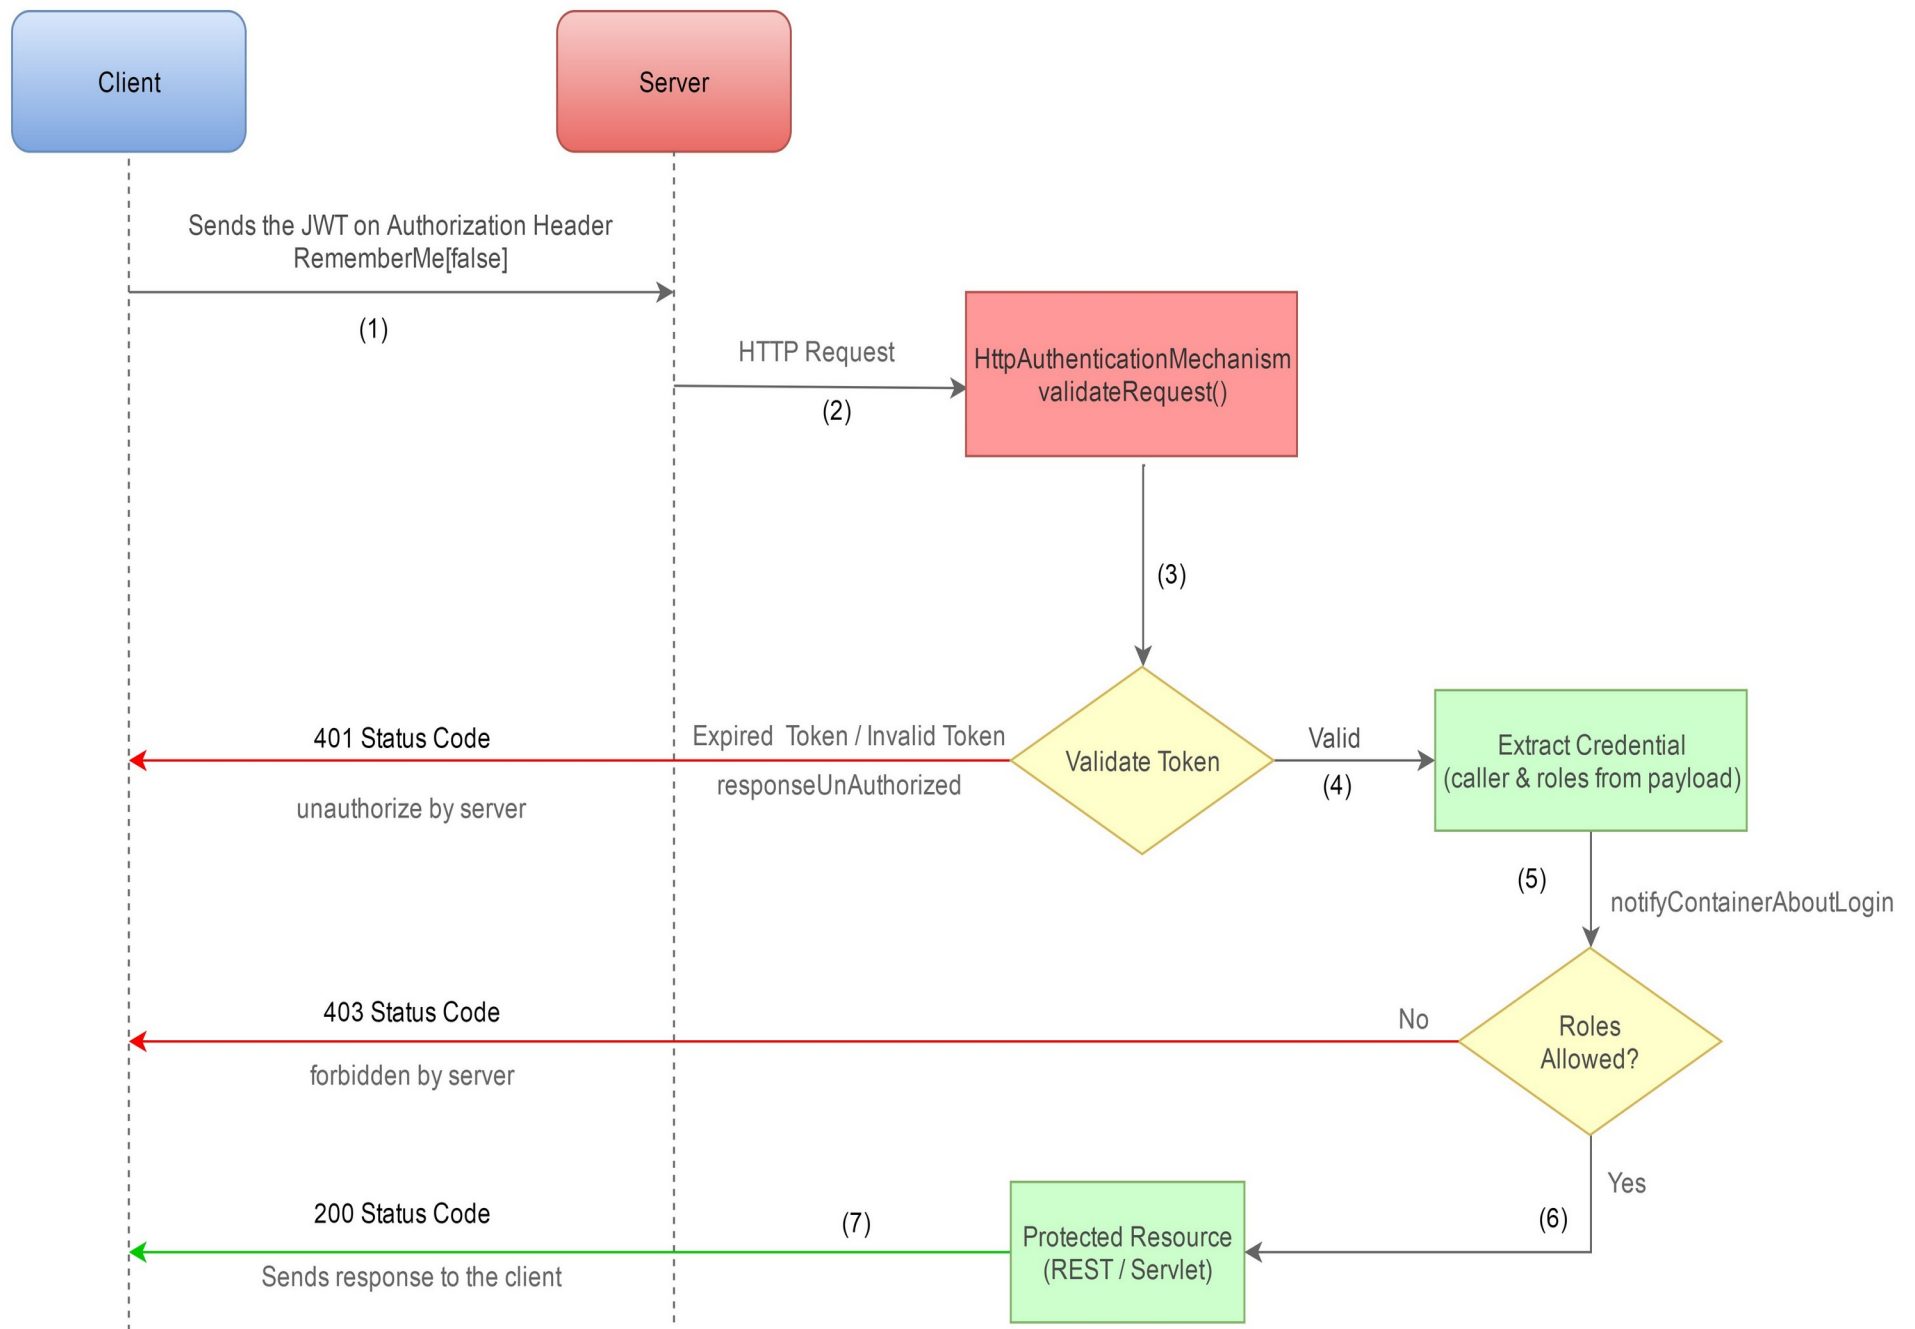 Client
Server
Sends the JWT on Authorization Header
RememberMe[false]
(1)
HTTP Request
(2)
HttpAuthenticationMechanism
validateRequest()
(3)
401 Status Code
unauthorize by server
Expired  Token / Invalid Token
responseUnAuthorized
Validate Token
Valid
(4)
Extract Credential
(caller & roles from payload)
(5)
notifyContainerAboutLogin
403 Status Code
forbidden by server
No
Roles
Allowed?
Yes
(6)
200 Status Code
Sends response to the client
(7)
Protected Resource
(REST / Servlet)